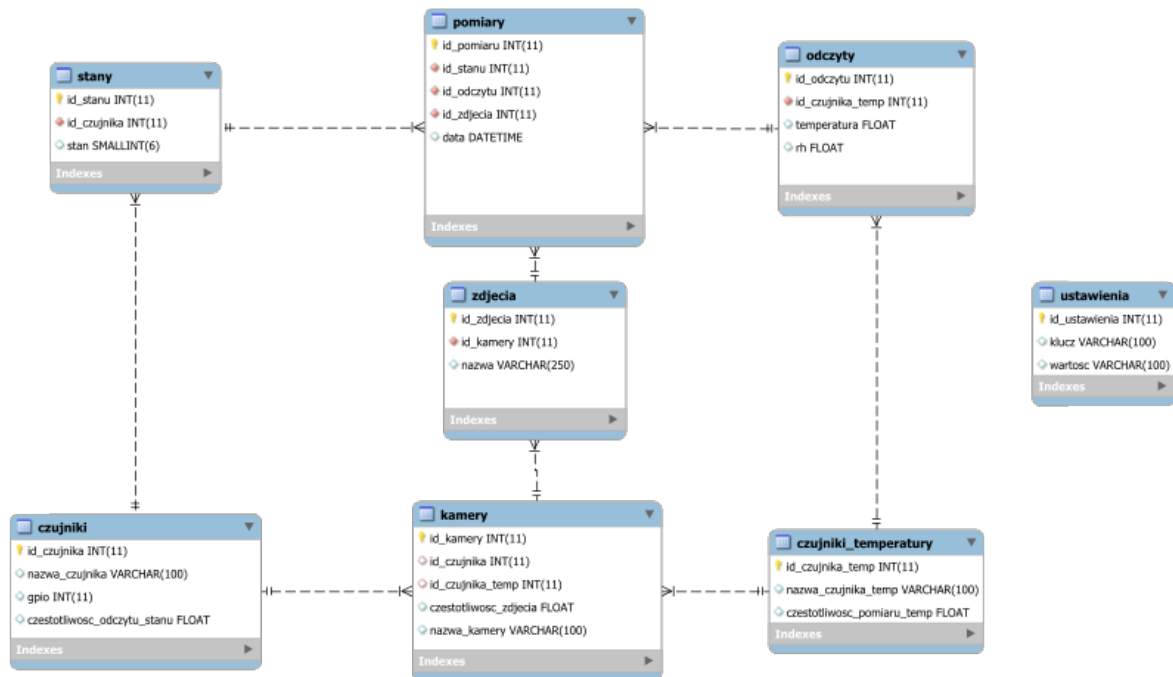 pomiary
id_pomiaru INT(11)
id_stanu INT(11)
id_odczytu INT(11)
id_zdjecia INT(11)
data DATETIME
Indexes
stany
id_stanu INT(11)
id_czujnika INT(11)
stan SMALLINT(6)
Indexes
odczyty
id_odczytu INT(11)
id_czujnika_temp INT(11)
temperatura FLOAT
rh FLOAT
Indexes
zdjecia
id_zdjecia INT(11)
id_kamery INT(11)
nazwa VARCHAR(250)
Indexes
ustawienia
id_ustawienia INT(11)
klucz VARCHAR(100)
wartosc VARCHAR(100)
Indexes
czujniki
id_czujnika INT(11)
nazwa_czujnika VARCHAR(100)
gpio INT(11)
czestotliwosc_odczytu_stanu FLOAT
Indexes
kamery
id_kamery INT(11)
id_czujnika INT(11)
id_czujnika_temp INT(11)
czestotliwosc_zdjecia FLOAT
nazwa_kamery VARCHAR(100)
Indexes
czujniki_temperatury
id_czujnika_temp INT(11)
nazwa_czujnika_temp VARCHAR(100)
czestotliwosc_pomiaru_temp FLOAT
Indexes